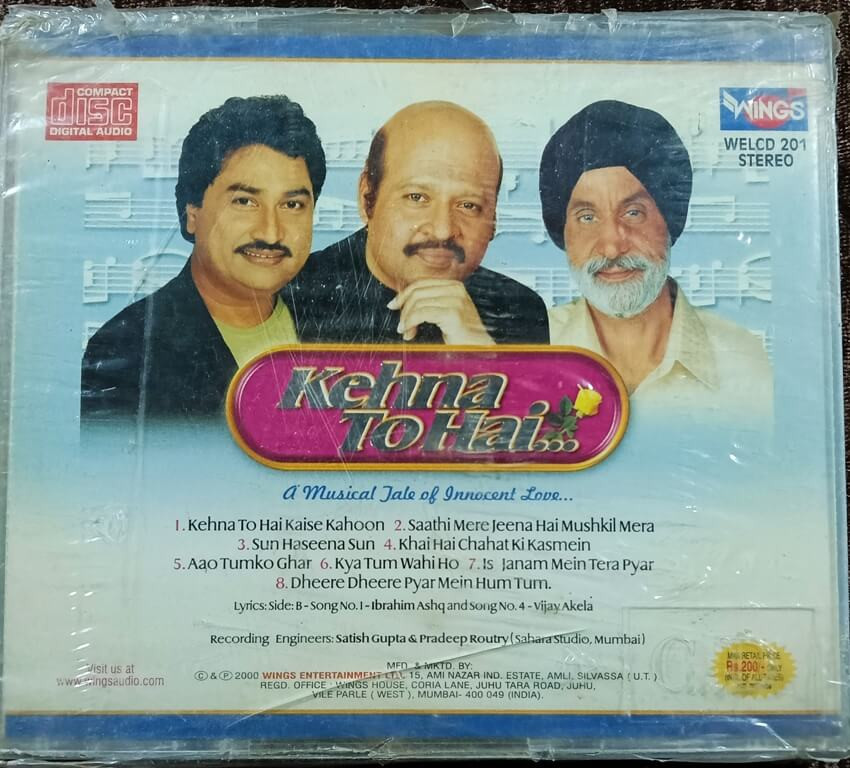 COMPACT
disc
DIGITAL AUDIO
WINGS
WELCD 201
STEREO
Kehna
To Hai...
A Musical Tale of Innocent Love...
1. Kehna To Hai Kaise Kahoon 2. Saathi Mere Jeena Hai Mushkil Mera
3. Sun Haseena Sun 4. Khai Hai Chahat Ki Kasmein
5. Aao Tumko Ghar 6. Kya Tum Wahi Ho 7. Is Janam Mein Tera Pyar
8. Dheere Dheere Pyar Mein Hum Tum.
Lyrics: Side: B - Song No. 1 - Ibrahim Ashq and Song No. 4 - Vijay Akela
Recording Engineers: Satish Gupta & Pradeep Routry (Sahara Studio, Mumbai)
Visit us at
www.wingsaudio.com
MFD. & MKTD. BY:
© & ℗ 2000 WINGS ENTERTAINMENT LTD. 15, AMI NAZAR IND. ESTATE, AMLI, SILVASSA ( U.T. )
REGD. OFFICE : WINGS HOUSE, CORIA LANE, JUHU TARA ROAD, JUHU,
VILE PARLE ( WEST ), MUMBAI- 400 049 (INDIA).
MAX RETAIL PRICE
Rs. 200/- ONLY